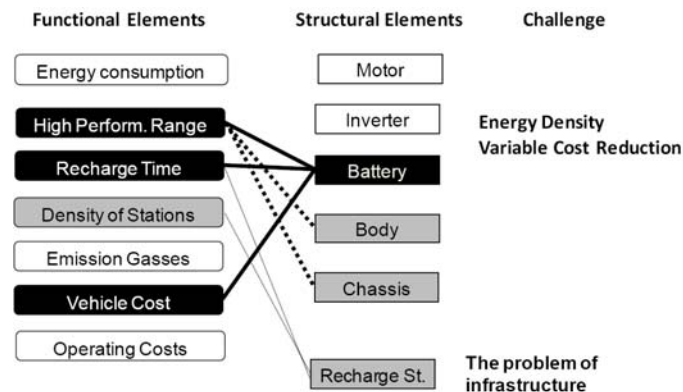 Functional Elements
Structural Elements
Challenge
Energy consumption
Motor
High Perform. Range
Inverter
Energy Density
Variable Cost Reduction
Recharge Time
Battery
Density of Stations
Body
Emission Gasses
Chassis
Vehicle Cost
Operating Costs
Recharge St.
The problem of
infrastructure